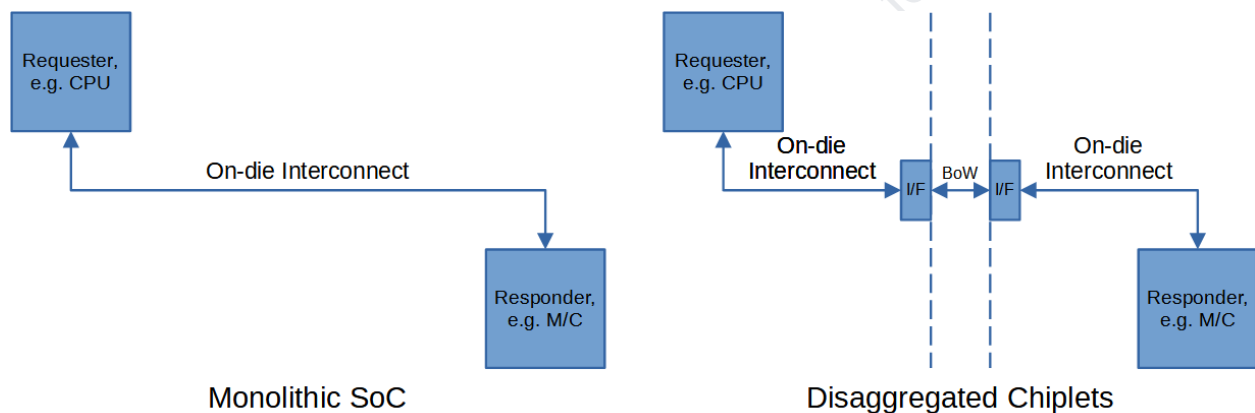 Requester,
e.g. CPU
On-die Interconnect
Responder,
e.g. M/C
Monolithic SoC
Requester,
e.g. CPU
On-die
Interconnect
I/F
BoW
I/F
On-die
Interconnect
Responder,
e.g. M/C
Disaggregated Chiplets